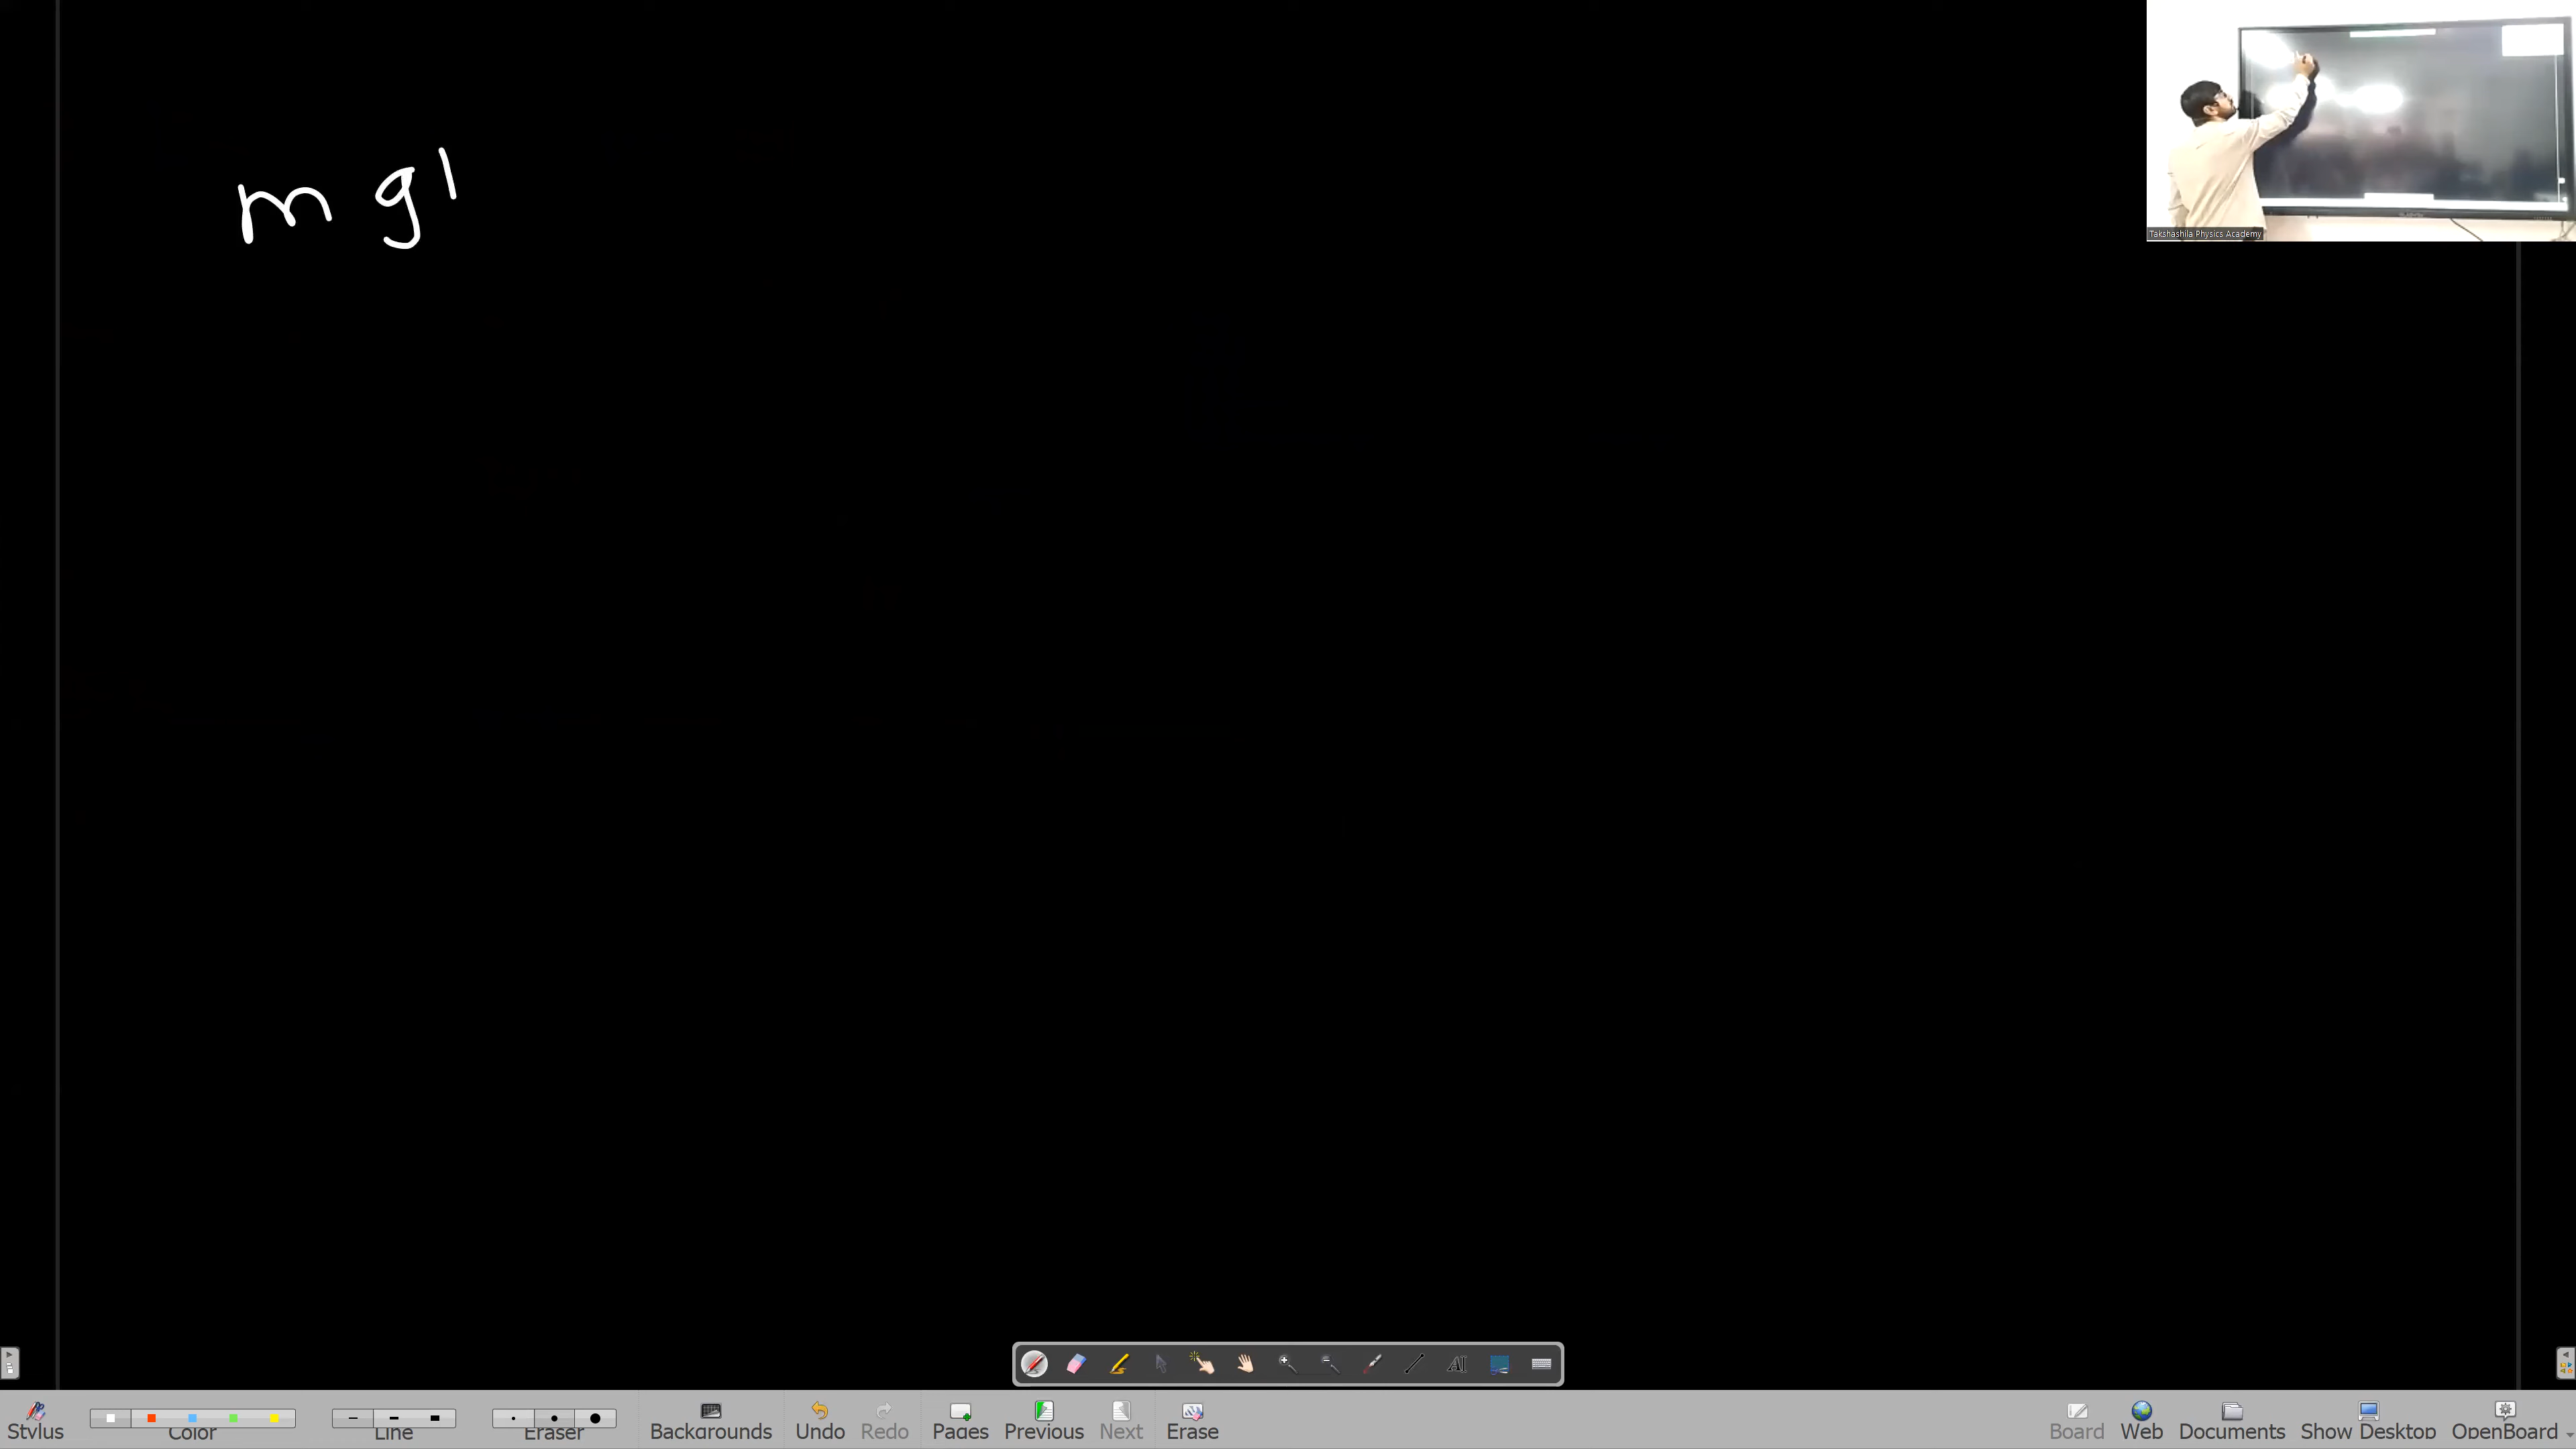 m gl
Takshashila Physics Academy
Stylus Color Line Eraser Backgrounds Undo Redo Pages Previous Next Erase Board Web Documents Show Desktop OpenBoard